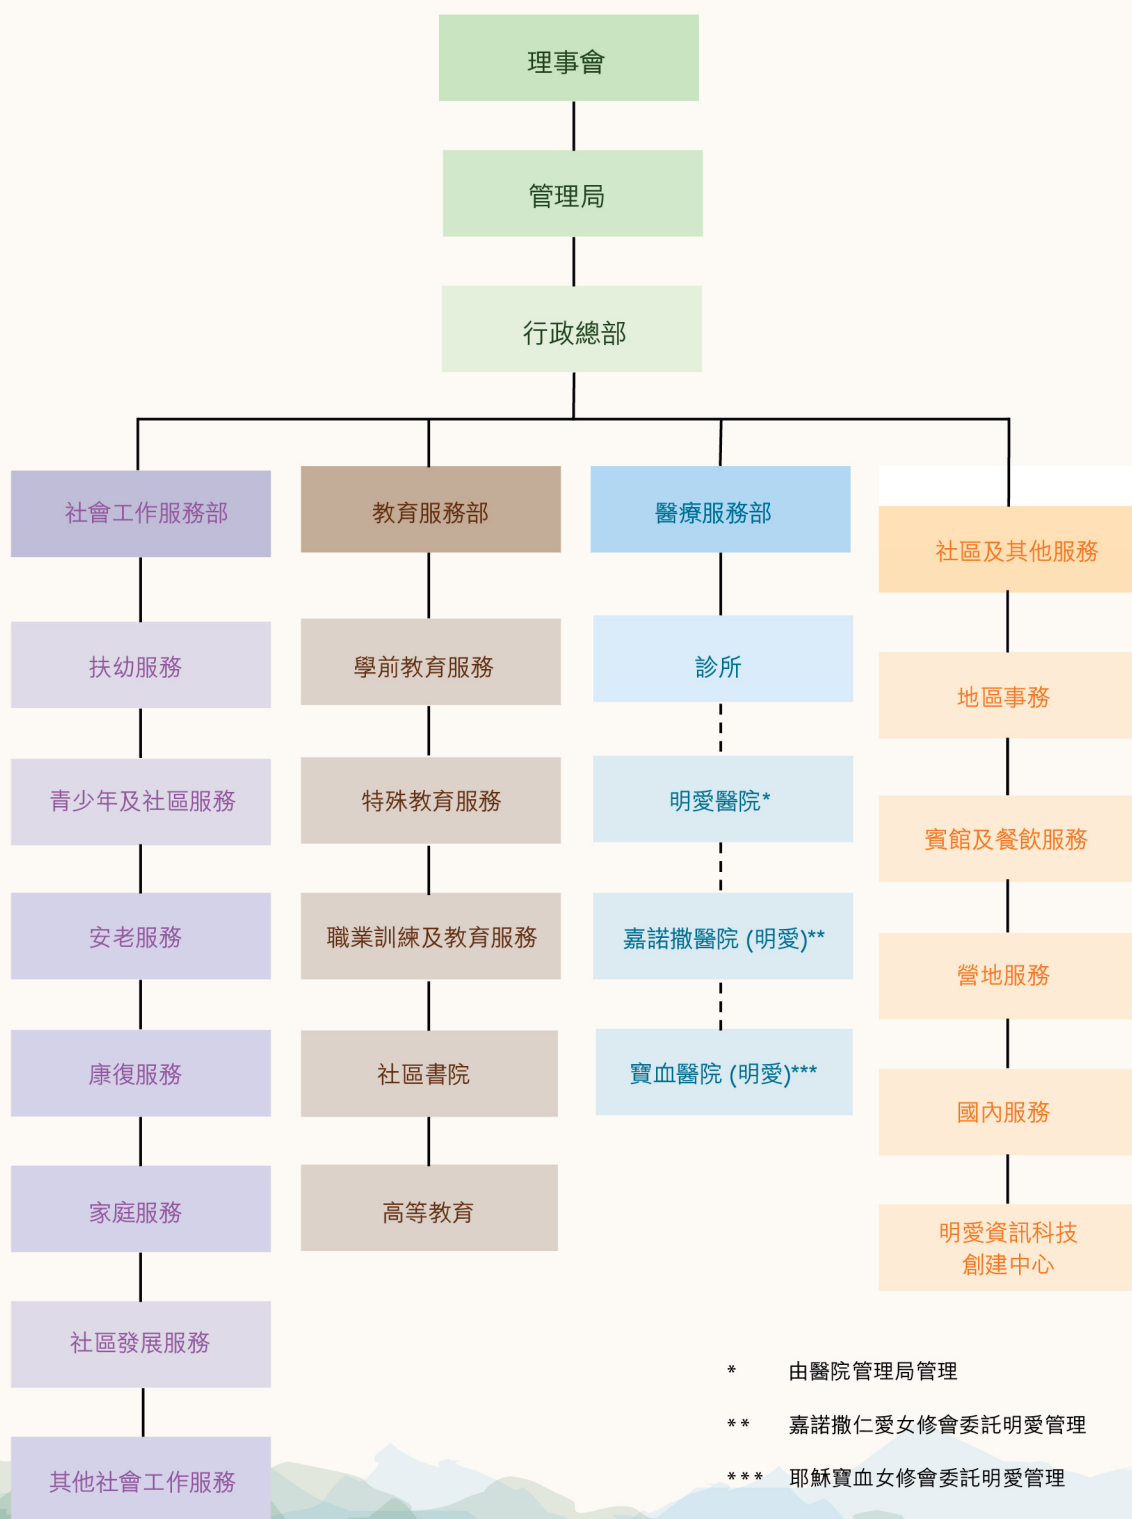 理事會
管理局
行政總部
社會工作服務部
扶幼服務
青少年及社區服務
安老服務
康復服務
家庭服務
社區發展服務
其他社會工作服務
教育服務部
學前教育服務
特殊教育服務
職業訓練及教育服務
社區書院
高等教育
醫療服務部
診所
明愛醫院*
嘉諾撒醫院 (明愛)**
寶血醫院 (明愛)***
社區及其他服務
地區事務
賓館及餐飲服務
營地服務
國內服務
明愛資訊科技
創建中心
* 由醫院管理局管理
** 嘉諾撒仁愛女修會委託明愛管理
*** 耶穌寶血女修會委託明愛管理